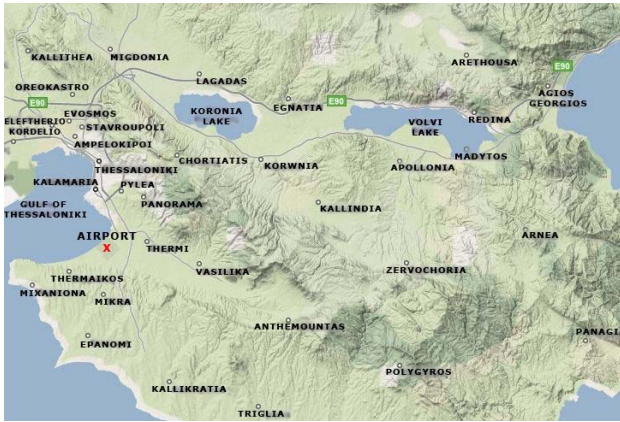 KALLITHEA
MIGDONIA
ARETHOUSA
E90
LAGADAS
OREOKASTRO
E90
EGNATIA
E90
AGIOS
GEORGIOS
EVOSMOS
KORONIA
LAKE
VOLVI
LAKE
REDINA
ELEFTHERIO
STAVROUPOLI
KORDELIO
AMPELOKIPOI
CHORTIATIS
KORWNIA
APOLLONIA
MADYTOS
THESSALONIKI
KALAMARIA
PYLEA
PANORAMA
GULF OF
THESSALONIKI
KALLINDIA
AIRPORT
X
THERMI
ARNEA
VASILIKA
ZERVOCHORIA
THERMAIKOS
MIXANIONA
MIKRA
ANTHEMOUNTAS
PANAGI
EPANOMI
POLYGYROS
KALLIKRATIA
TRIGLIA